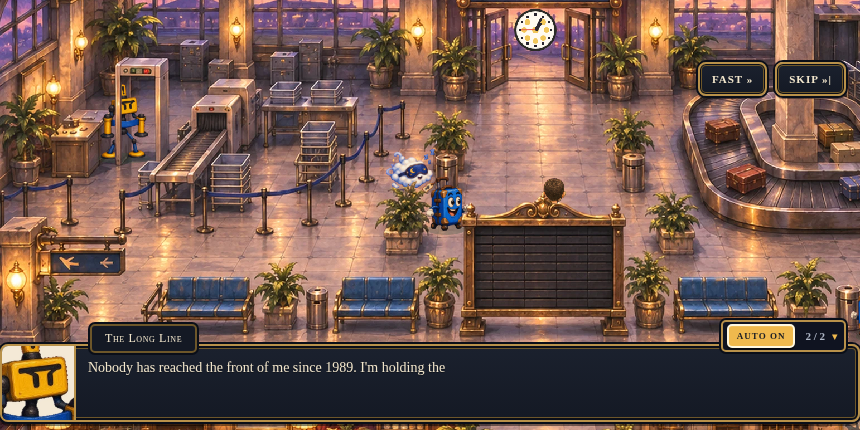 FAST »
SKIP »|
The Long Line
AUTO ON
2 / 2 ▼
Nobody has reached the front of me since 1989. I'm holding the